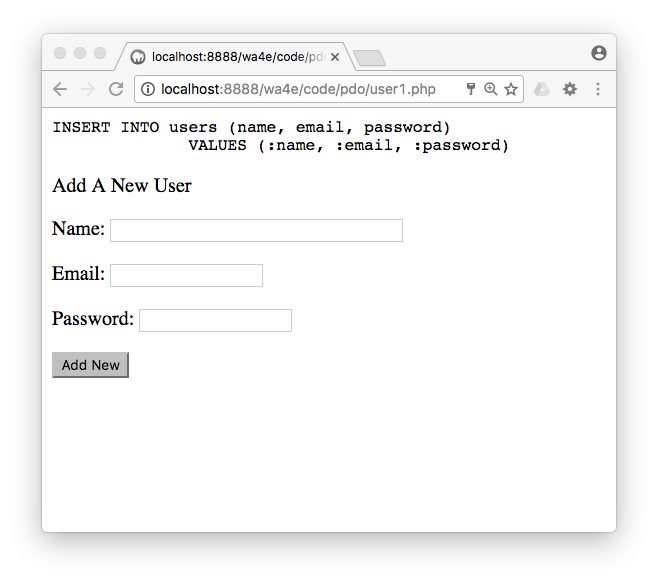 localhost:8888/wa4e/code/pdo
localhost:8888/wa4e/code/pdo/user1.php
INSERT INTO users (name, email, password)
VALUES (:name, :email, :password)
Add A New User
Name:
Email:
Password:
Add New